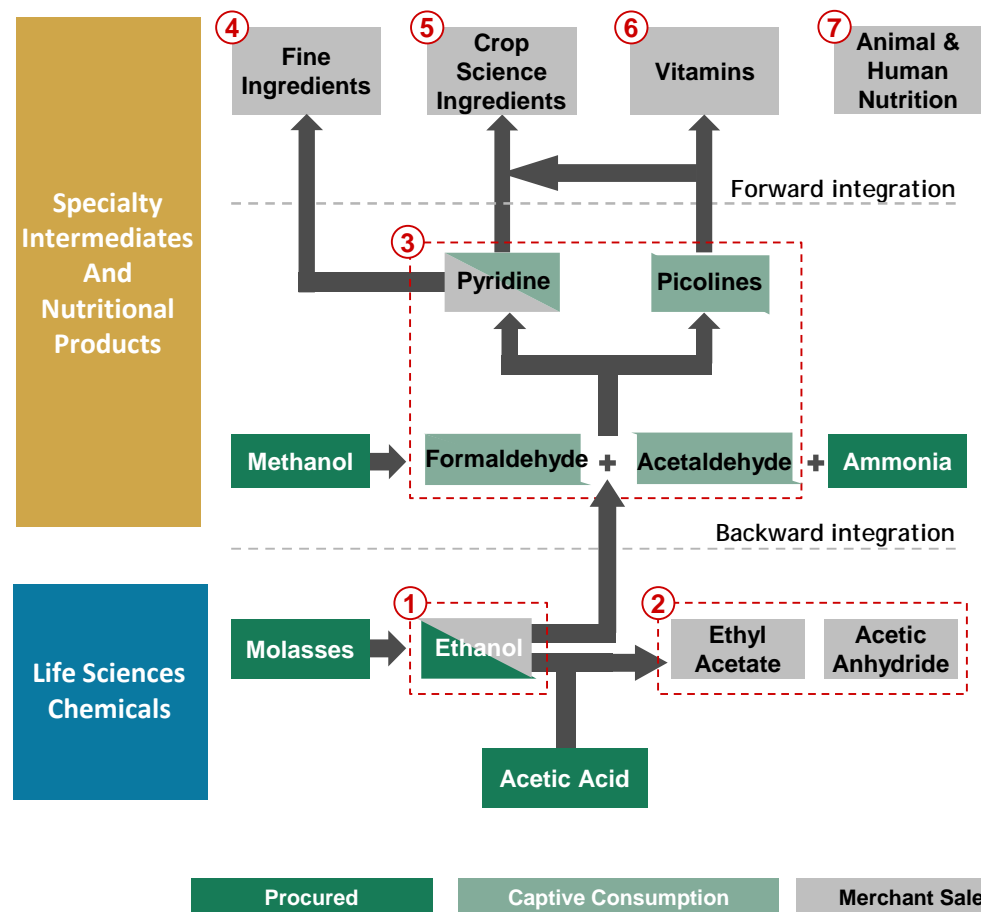 4
Fine
Ingredients
5
Crop
Science
Ingredients
6
Vitamins
7
Animal &
Human
Nutrition
Forward integration
Specialty
Intermediates
And
Nutritional
Products
3
Pyridine
Picolines
Methanol
Formaldehyde
+
Acetaldehyde
+
Ammonia
Backward integration
Life Sciences
Chemicals
Molasses
1
Ethanol
2
Ethyl
Acetate
Acetic
Anhydride
Acetic Acid
Procured
Captive Consumption
Merchant Sale